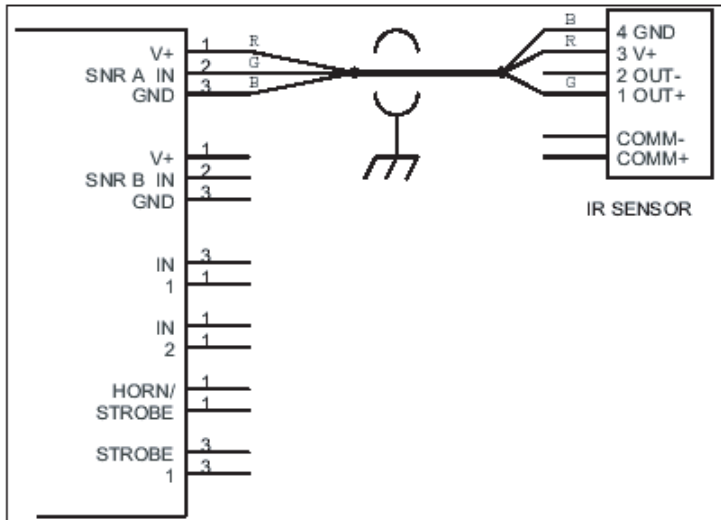 V+ 1 R
SNR A IN 2 G
GND 3 B
V+ 1
SNR B IN 2
GND 3
IN 3
1 1
IN 1
2 1
HORN/ 1
STROBE 1
STROBE 3
1 3
B 4 GND
R 3 V+
2 OUT-
G 1 OUT+
COMM-
COMM+
IR SENSOR